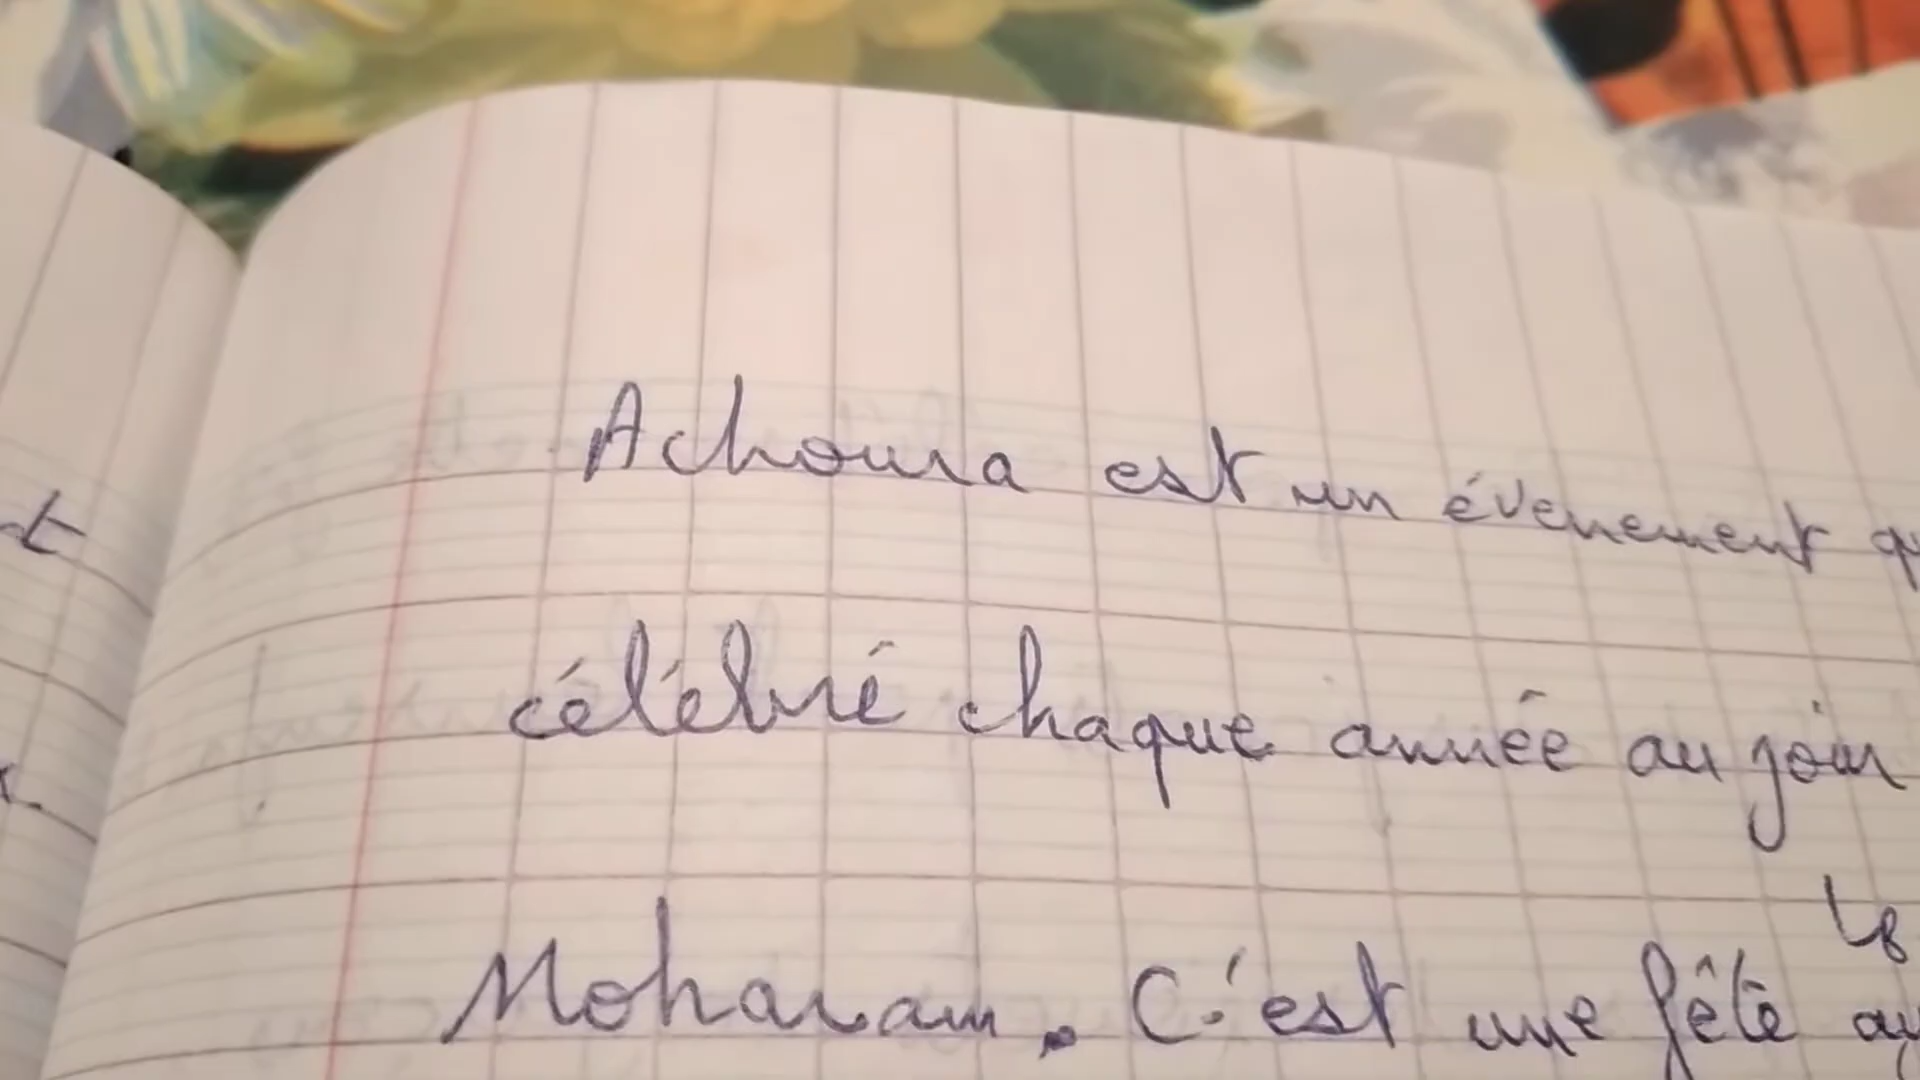 Achoura est un évenement
célébré chaque année au jour
Moharam. C'est une fête